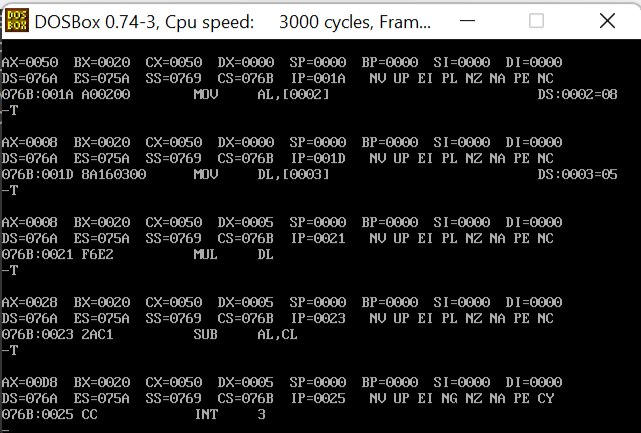 DOSBox 0.74-3, Cpu speed: 3000 cycles, Fram...
AX=0050 BX=0020 CX=0050 DX=0000 SP=0000 BP=0000 SI=0000 DI=0000
DS=076A ES=075A SS=0769 CS=076B IP=001A NV UP EI PL NZ NA PE NC
076B:001A A00200 MOV AL,[0002] DS:0002=08
-T
AX=0008 BX=0020 CX=0050 DX=0000 SP=0000 BP=0000 SI=0000 DI=0000
DS=076A ES=075A SS=0769 CS=076B IP=001D NV UP EI PL NZ NA PE NC
076B:001D 8A160300 MOV DL,[0003] DS:0003=05
-T
AX=0008 BX=0020 CX=0050 DX=0005 SP=0000 BP=0000 SI=0000 DI=0000
DS=076A ES=075A SS=0769 CS=076B IP=0021 NV UP EI PL NZ NA PE NC
076B:0021 F6E2 MUL DL
-T
AX=0028 BX=0020 CX=0050 DX=0005 SP=0000 BP=0000 SI=0000 DI=0000
DS=076A ES=075A SS=0769 CS=076B IP=0023 NV UP EI PL NZ NA PE NC
076B:0023 2AC1 SUB AL,CL
-T
AX=00D8 BX=0020 CX=0050 DX=0005 SP=0000 BP=0000 SI=0000 DI=0000
DS=076A ES=075A SS=0769 CS=076B IP=0025 NV UP EI NG NZ NA PE CY
076B:0025 CC INT 3
-